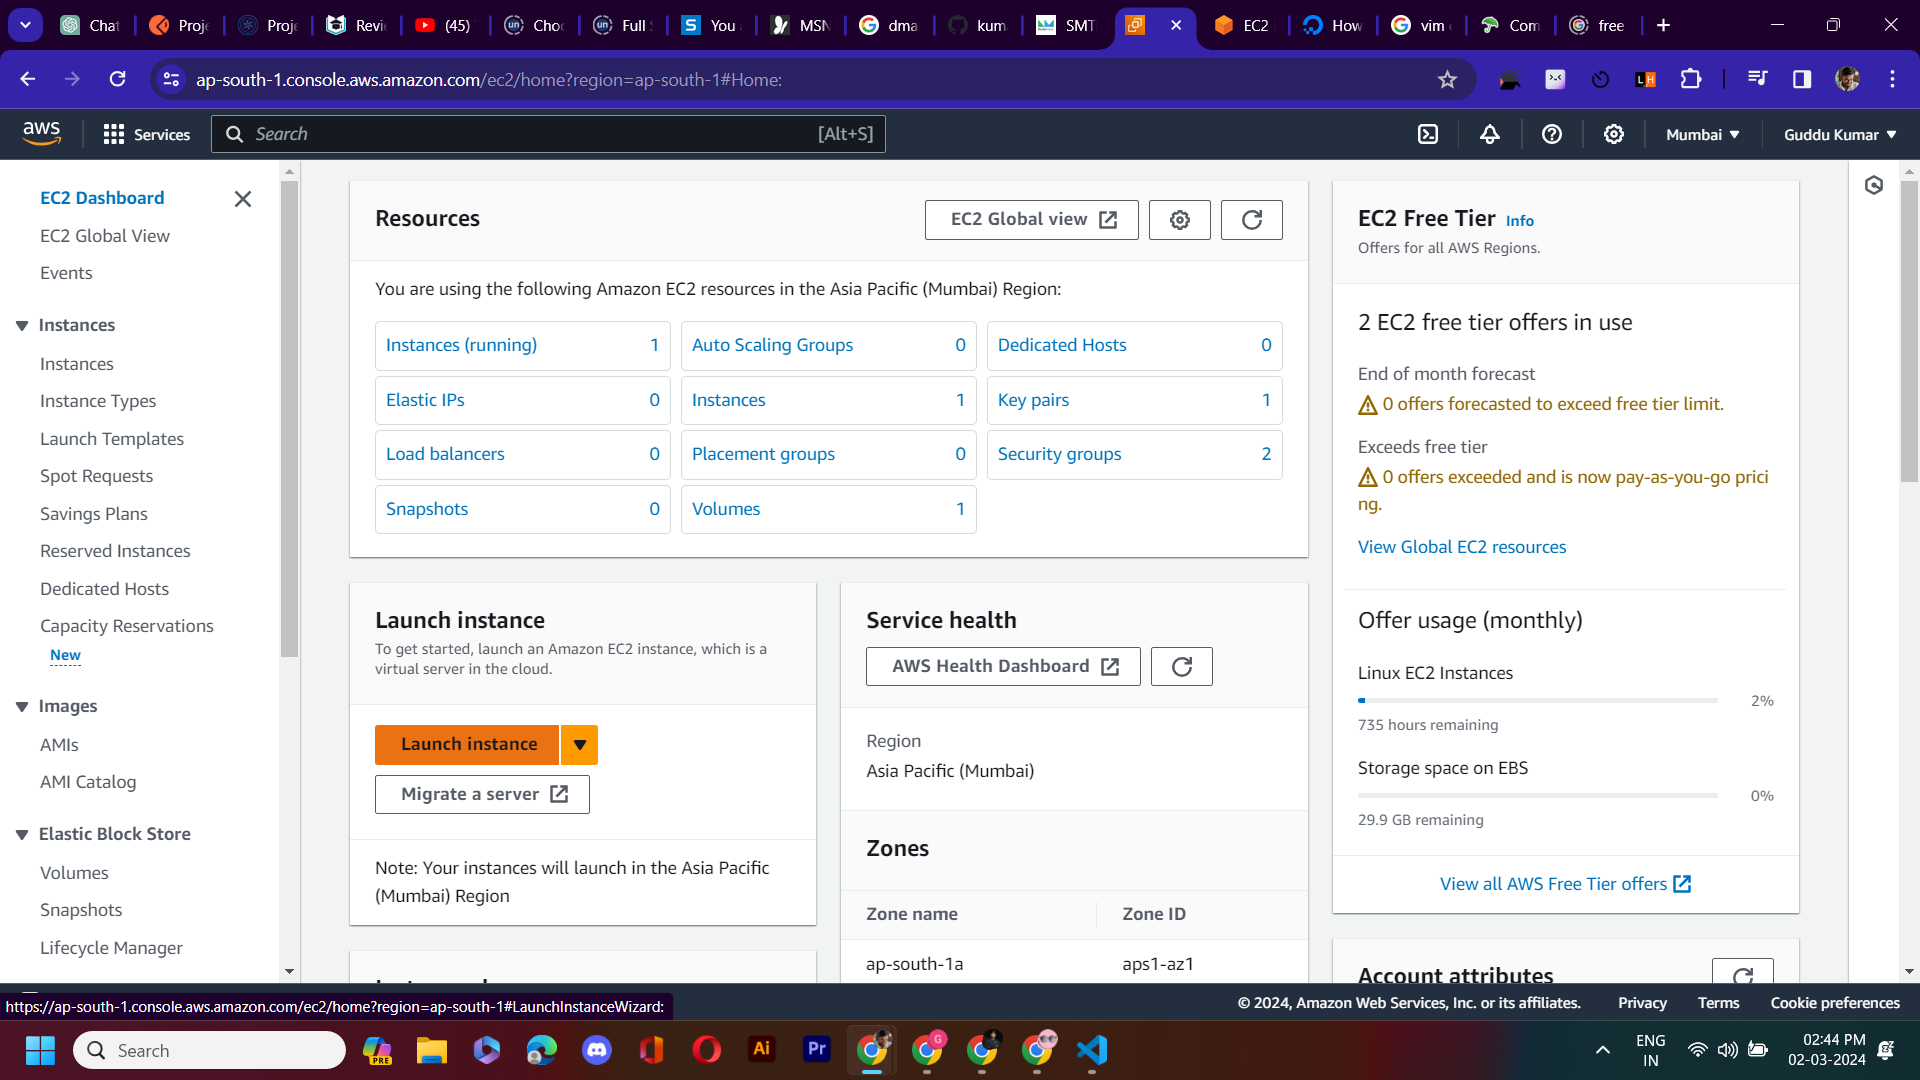 Chat
Proje
Proje
Revie
(45)
Choo
Full S
You a
MSN
dma
kum
SMT
EC2
How
vim e
Com
free
ap-south-1.console.aws.amazon.com/ec2/home?region=ap-south-1#Home:
aws
Services
Search
[Alt+S]
Mumbai
Guddu Kumar
EC2 Dashboard
EC2 Global View
Events
Instances
Instances
Instance Types
Launch Templates
Spot Requests
Savings Plans
Reserved Instances
Dedicated Hosts
Capacity Reservations
New
Images
AMIs
AMI Catalog
Elastic Block Store
Volumes
Snapshots
Lifecycle Manager
Resources
EC2 Global view
You are using the following Amazon EC2 resources in the Asia Pacific (Mumbai) Region:
Instances (running) 1
Auto Scaling Groups 0
Dedicated Hosts 0
Elastic IPs 0
Instances 1
Key pairs 1
Load balancers 0
Placement groups 0
Security groups 2
Snapshots 0
Volumes 1
Launch instance
To get started, launch an Amazon EC2 instance, which is a
virtual server in the cloud.
Launch instance
Migrate a server
Note: Your instances will launch in the Asia Pacific
(Mumbai) Region
Service health
AWS Health Dashboard
Region
Asia Pacific (Mumbai)
Zones
Zone name
Zone ID
ap-south-1a
aps1-az1
EC2 Free Tier Info
Offers for all AWS Regions.
2 EC2 free tier offers in use
End of month forecast
0 offers forecasted to exceed free tier limit.
Exceeds free tier
0 offers exceeded and is now pay-as-you-go prici
ng.
View Global EC2 resources
Offer usage (monthly)
Linux EC2 Instances
2%
735 hours remaining
Storage space on EBS
0%
29.9 GB remaining
View all AWS Free Tier offers
Account attributes
https://ap-south-1.console.aws.amazon.com/ec2/home?region=ap-south-1#LaunchInstanceWizard:
© 2024, Amazon Web Services, Inc. or its affiliates.
Privacy
Terms
Cookie preferences
Search
PRE
Ai
Pr
G
ENG
IN
02:44 PM
02-03-2024